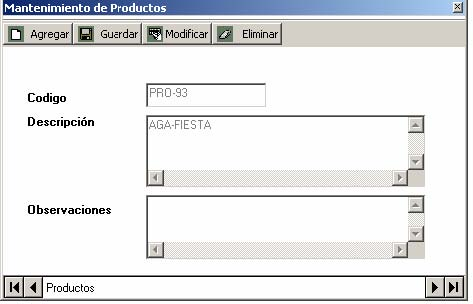 Mantenimiento de Productos
Agregar Guardar Modificar Eliminar
Codigo PRO-93
Descripción AGA-FIESTA
Observaciones
Productos